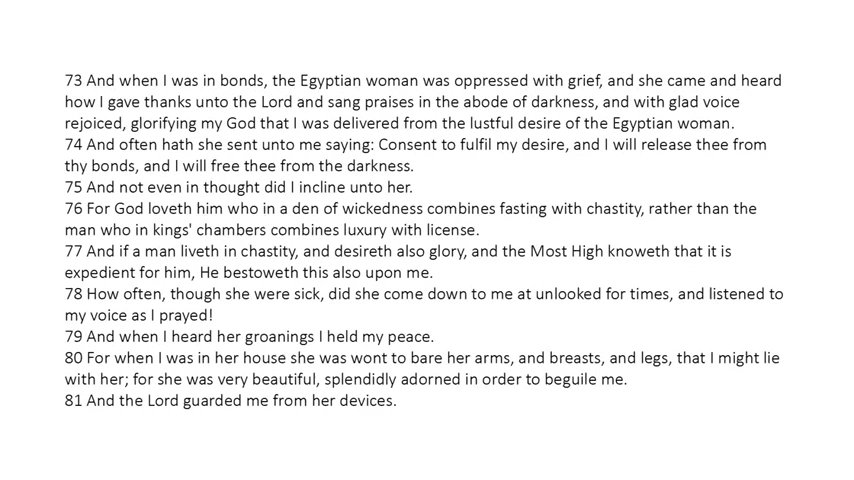 73 And when I was in bonds, the Egyptian woman was oppressed with grief, and she came and heard
how I gave thanks unto the Lord and sang praises in the abode of darkness, and with glad voice
rejoiced, glorifying my God that I was delivered from the lustful desire of the Egyptian woman.
74 And often hath she sent unto me saying: Consent to fulfil my desire, and I will release thee from
thy bonds, and I will free thee from the darkness.
75 And not even in thought did I incline unto her.
76 For God loveth him who in a den of wickedness combines fasting with chastity, rather than the
man who in kings' chambers combines luxury with license.
77 And if a man liveth in chastity, and desireth also glory, and the Most High knoweth that it is
expedient for him, He bestoweth this also upon me.
78 How often, though she were sick, did she come down to me at unlooked for times, and listened to
my voice as I prayed!
79 And when I heard her groanings I held my peace.
80 For when I was in her house she was wont to bare her arms, and breasts, and legs, that I might lie
with her; for she was very beautiful, splendidly adorned in order to beguile me.
81 And the Lord guarded me from her devices.